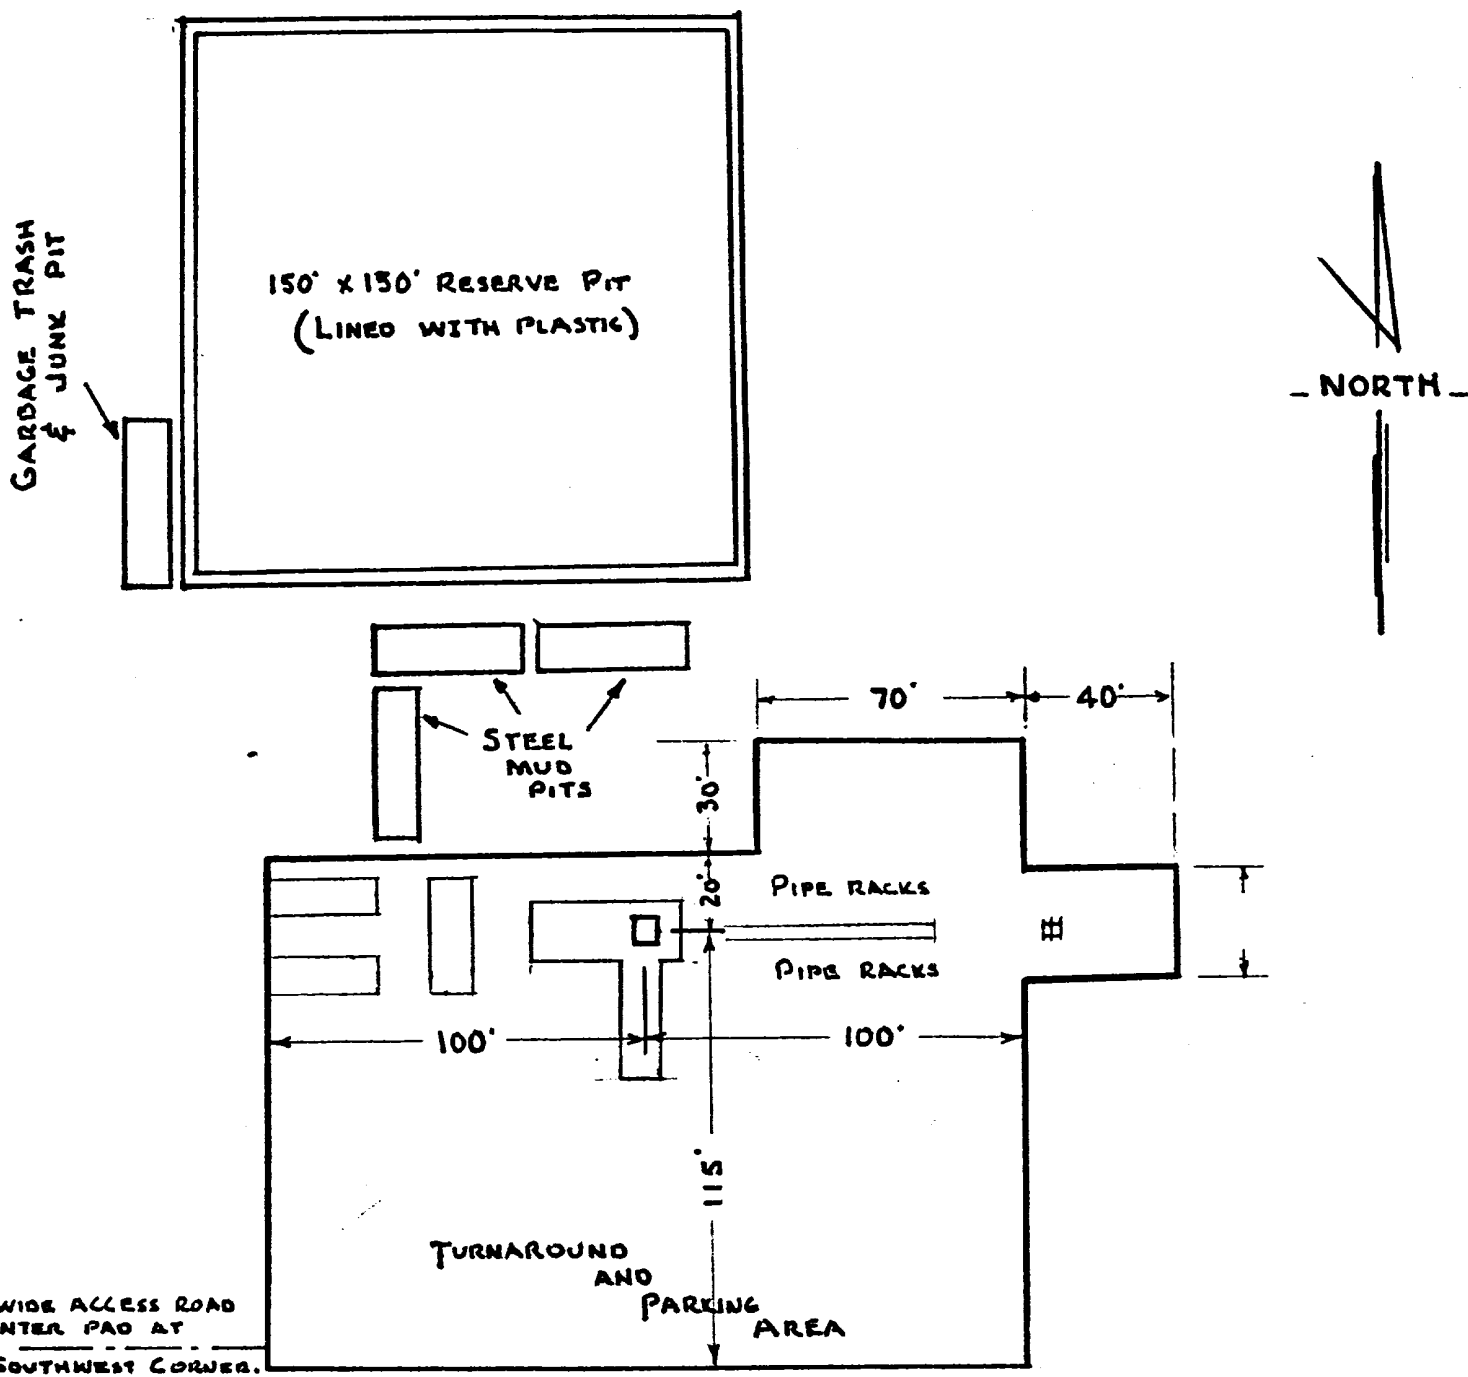 GARBAGE TRASH
& JUNK PIT
150' x 150' RESERVE PIT
(LINED WITH PLASTIC)
NORTH
STEEL
MUD
PITS
70'
40'
30'
20'
PIPE RACKS
PIPE RACKS
100'
100'
115'
TURNAROUND
AND
PARKING
AREA
WIDE ACCESS ROAD
PAD AT
SOUTHWEST CORNER.